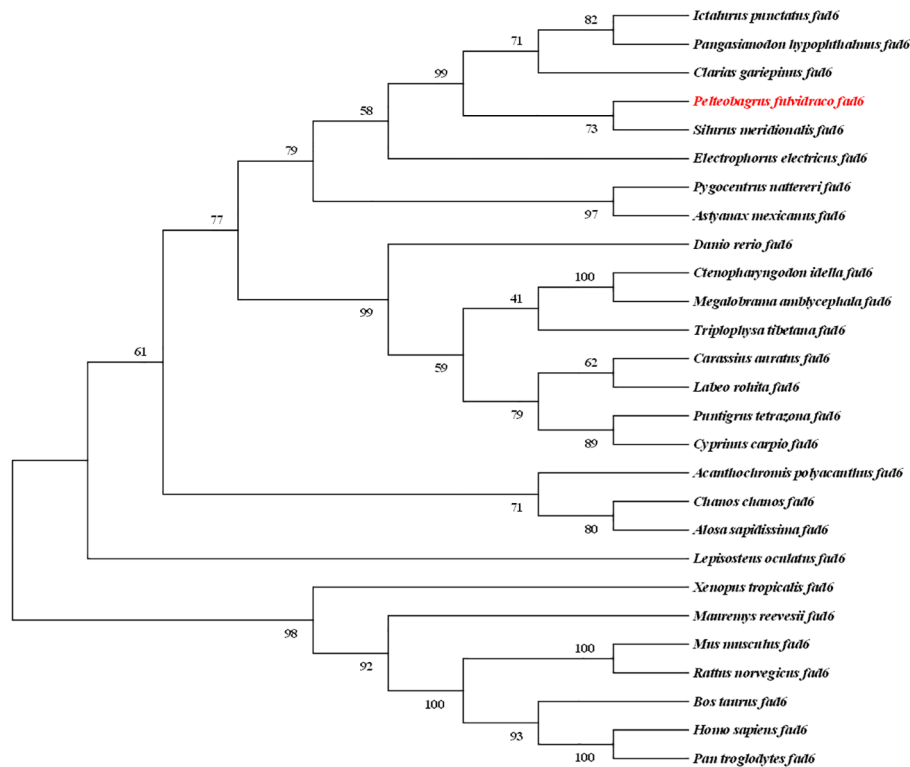 82
Ictalurus punctatus fad6
71
Pangasianodon hypophthalmus fad6
99
Clarias gariepinus fad6
58
Pelteobagrus fulvidraco fad6
73
Silurus meridionalis fad6
79
Electrophorus electricus fad6
Pygocentrus nattereri fad6
77
97
Astyanax mexicanus fad6
Danio rerio fad6
100
Ctenopharyngodon idella fad6
41
Megalobrama amblycephala fad6
99
Triplophysa tibetana fad6
61
62
Carassius auratus fad6
59
Labeo rohita fad6
79
Puntigrus tetrazona fad6
89
Cyprinus carpio fad6
Acanthochromis polyacanthus fad6
71
Chanos chanos fad6
80
Alosa sapidissima fad6
Lepisosteus oculatus fad6
Xenopus tropicalis fad6
98
Mauremys reevesii fad6
92
100
Mus musculus fad6
Rattus norvegicus fad6
100
Bos taurus fad6
93
Homo sapiens fad6
100
Pan troglodytes fad6